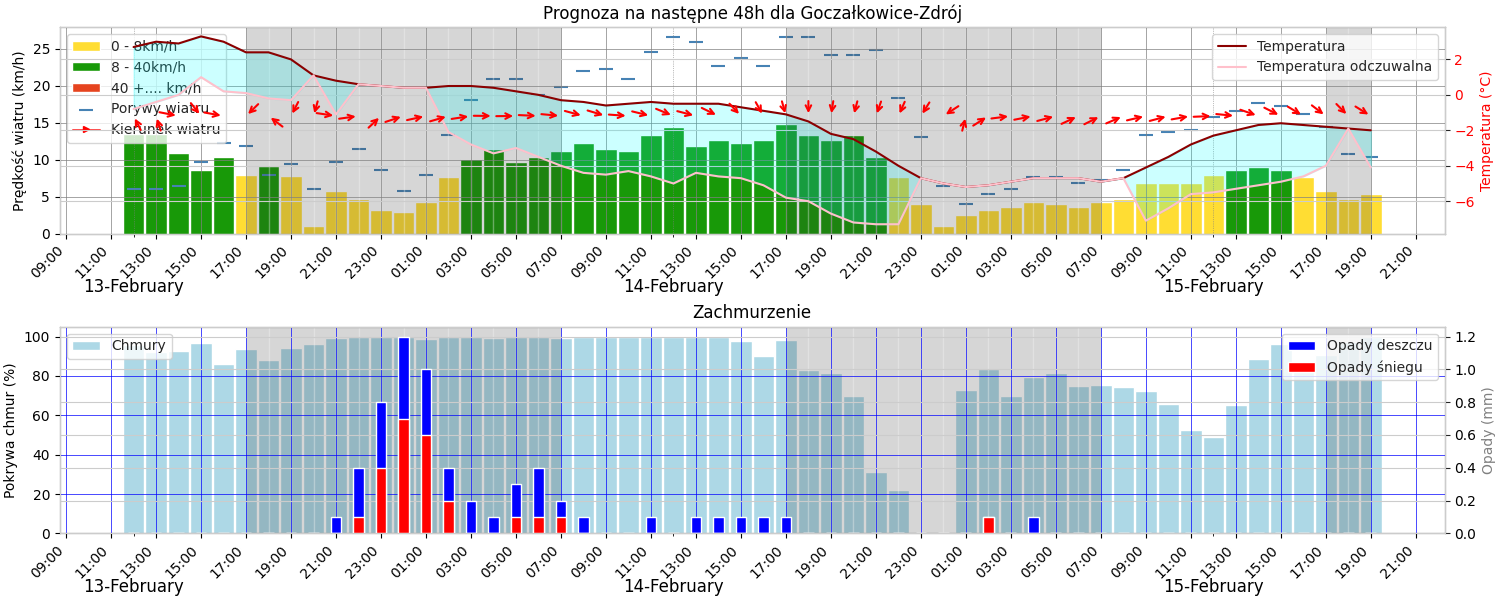 Prognoza na następne 48h dla Goczałkowice-Zdrój
Prędkość wiatru (km/h)
25
20
15
10
5
0
0 - 8km/h
8 - 40km/h
40 +.... km/h
Porywy wiatru
Kierunek wiatru
Temperatura
Temperatura odczuwalna
2
0
−2
−4
−6
Temperatura (°C)
09:00 11:00 13:00 15:00 17:00 19:00 21:00 23:00 01:00 03:00 05:00 07:00 09:00 11:00 13:00 15:00 17:00 19:00 21:00 23:00 01:00 03:00 05:00 07:00 09:00 11:00 13:00 15:00 17:00 19:00 21:00
13-February 14-February 15-February
Zachmurzenie
Pokrywa chmur (%)
100
80
60
40
20
0
Chmury
Opady deszczu
Opady śniegu
1.2
1.0
0.8
0.6
0.4
0.2
0.0
Opady (mm)
09:00 11:00 13:00 15:00 17:00 19:00 21:00 23:00 01:00 03:00 05:00 07:00 09:00 11:00 13:00 15:00 17:00 19:00 21:00 23:00 01:00 03:00 05:00 07:00 09:00 11:00 13:00 15:00 17:00 19:00 21:00
13-February 14-February 15-February